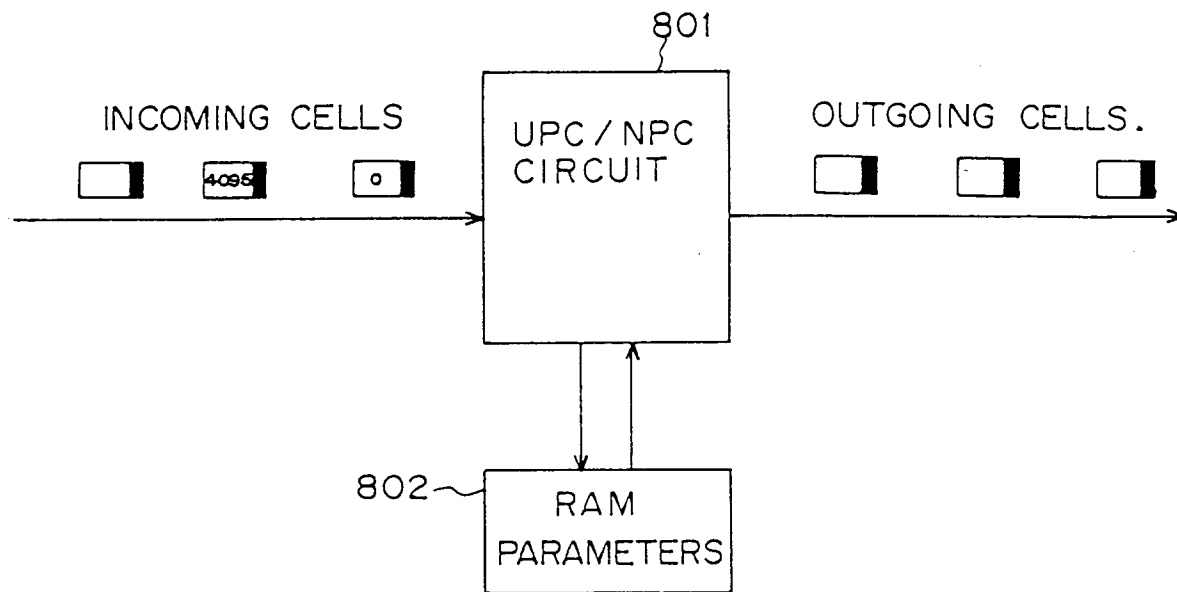 801
INCOMING CELLS
4095
0
UPC/NPC
CIRCUIT
OUTGOING CELLS.
802
RAM
PARAMETERS